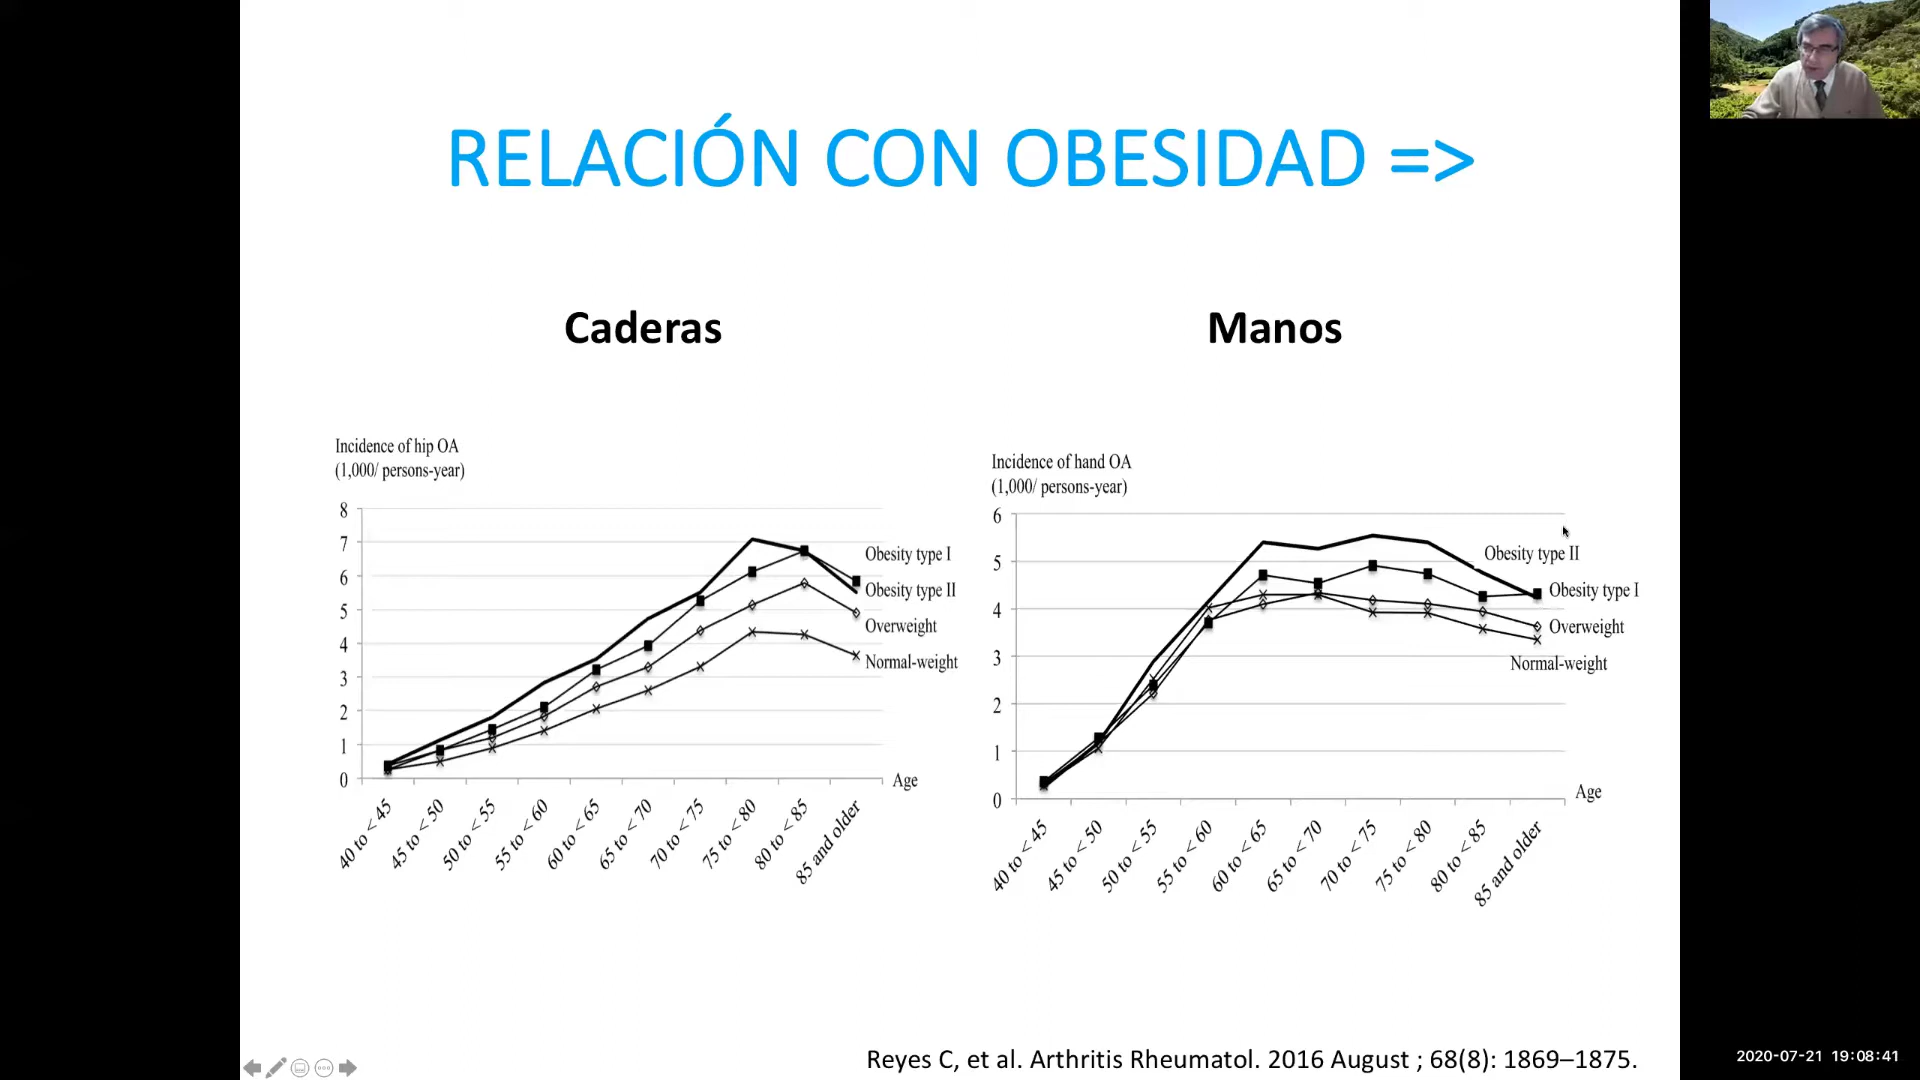 RELACIÓN CON OBESIDAD =>
Caderas
Manos
Incidence of hip OA
(1,000/ persons-year)
8
7
6
5
4
3
2
1
0
Obesity type I
Obesity type II
Overweight
Normal-weight
Age
40 to < 45
45 to < 50
50 to < 55
55 to < 60
60 to < 65
65 to < 70
70 to < 75
75 to < 80
80 to < 85
85 and older
Incidence of hand OA
(1,000/ persons-year)
6
5
4
3
2
1
0
Obesity type II
Obesity type I
Overweight
Normal-weight
Age
40 to < 45
45 to < 50
50 to < 55
55 to < 60
60 to < 65
65 to < 70
70 to < 75
75 to < 80
80 to < 85
85 and older
Reyes C, et al. Arthritis Rheumatol. 2016 August ; 68(8): 1869–1875.
2020-07-21 19:08:41